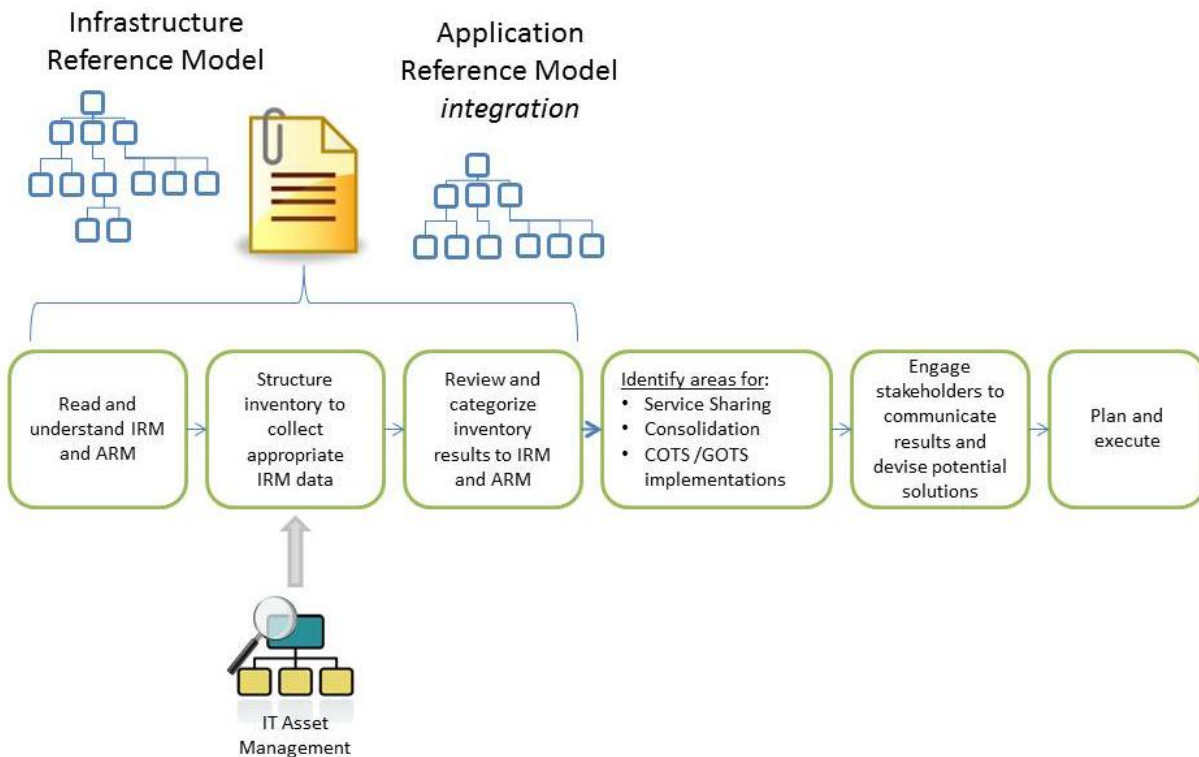 Infrastructure
Reference Model
Application
Reference Model
integration
Read and
understand IRM
and ARM
Structure
inventory to
collect
appropriate
IRM data
Review and
categorize
inventory
results to IRM
and ARM
Identify areas for:
• Service Sharing
• Consolidation
• COTS /GOTS
implementations
Engage
stakeholders to
communicate
results and
devise potential
solutions
Plan and
execute
IT Asset
Management